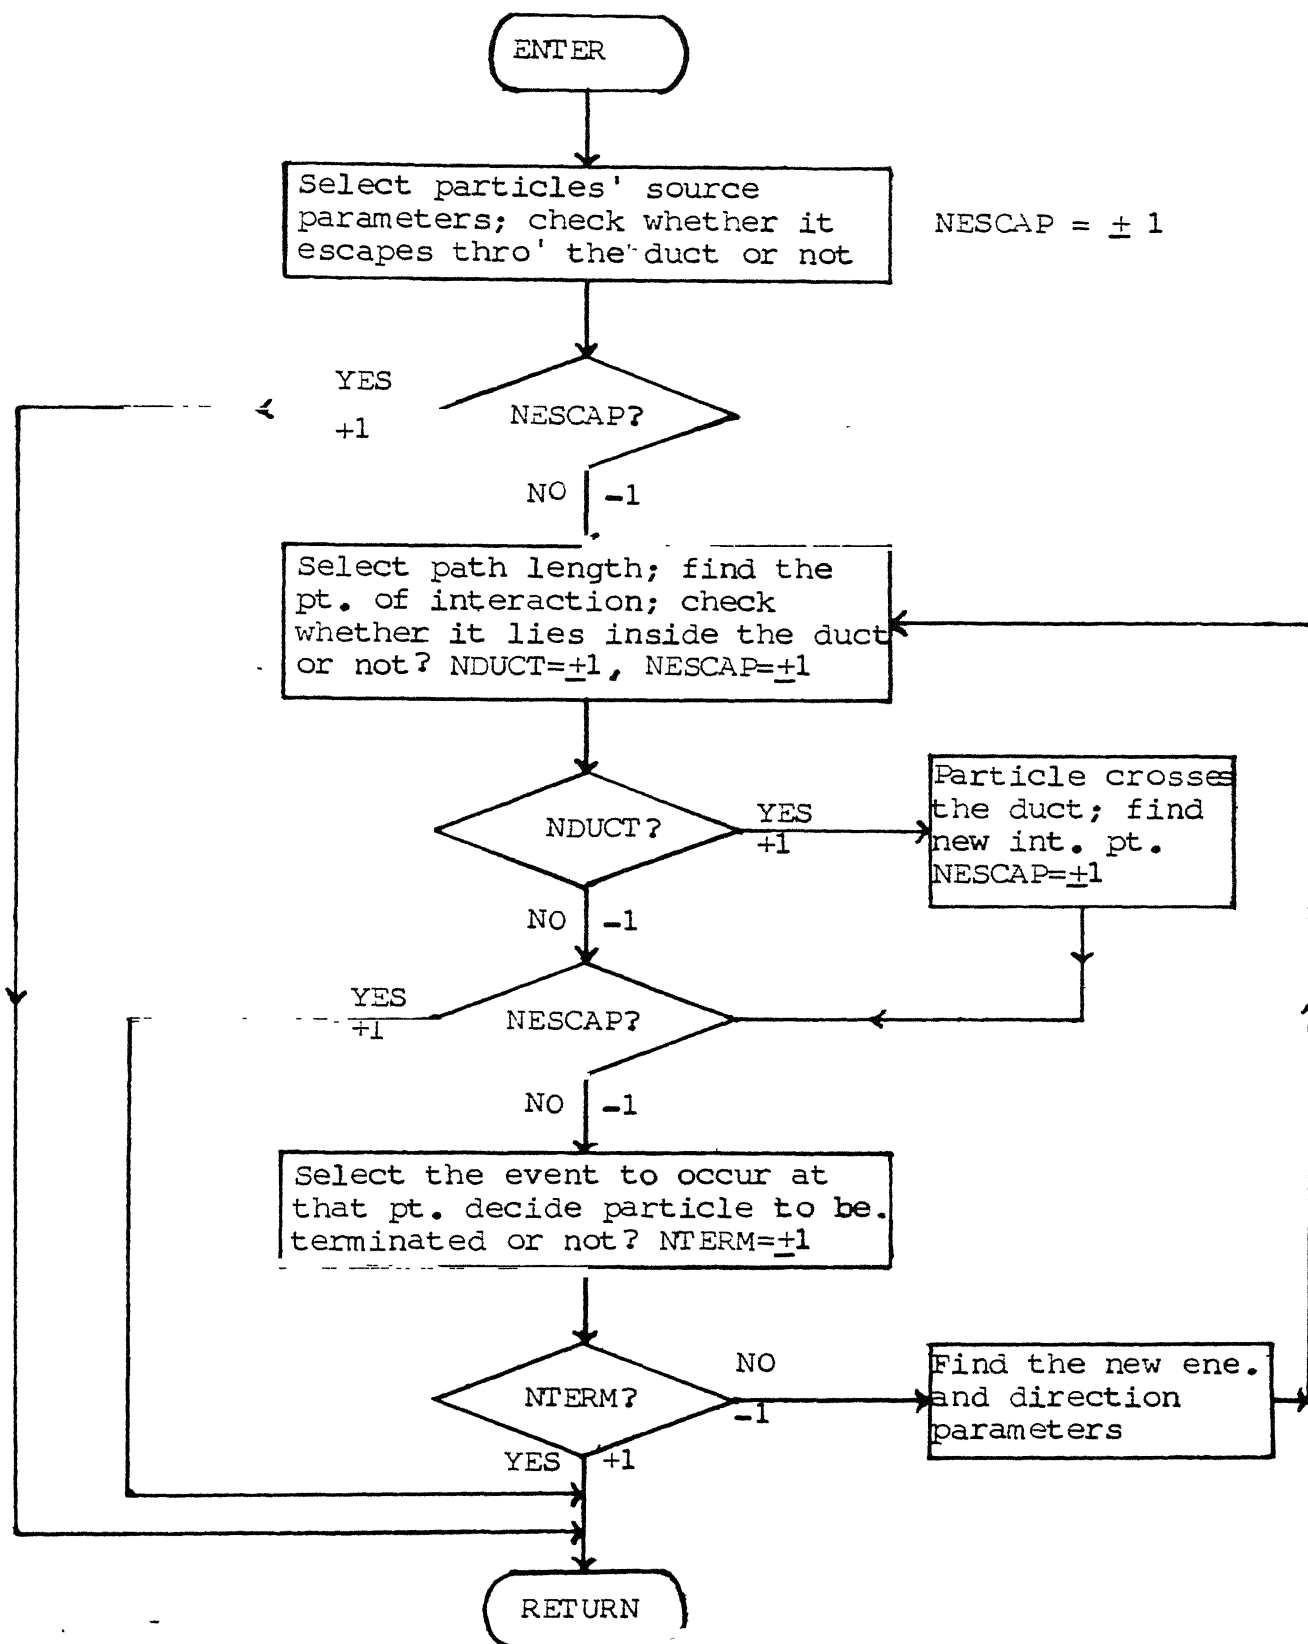 ENTER
Select particles' source
parameters; check whether it
escapes thro' the duct or not
NESCAP = ± 1
YES
+1
NESCAP?
NO -1
Select path length; find the
pt. of interaction; check
whether it lies inside the duct
or not? NDUCT=±1, NESCAP=±1
NDUCT?
YES
+1
Particle crosses
the duct; find
new int. pt.
NESCAP=±1
NO -1
YES
+1
NESCAP?
NO -1
Select the event to occur at
that pt. decide particle to be.
terminated or not? NTERM=±1
NTERM?
NO
-1
Find the new ene.
and direction
parameters
YES +1
RETURN